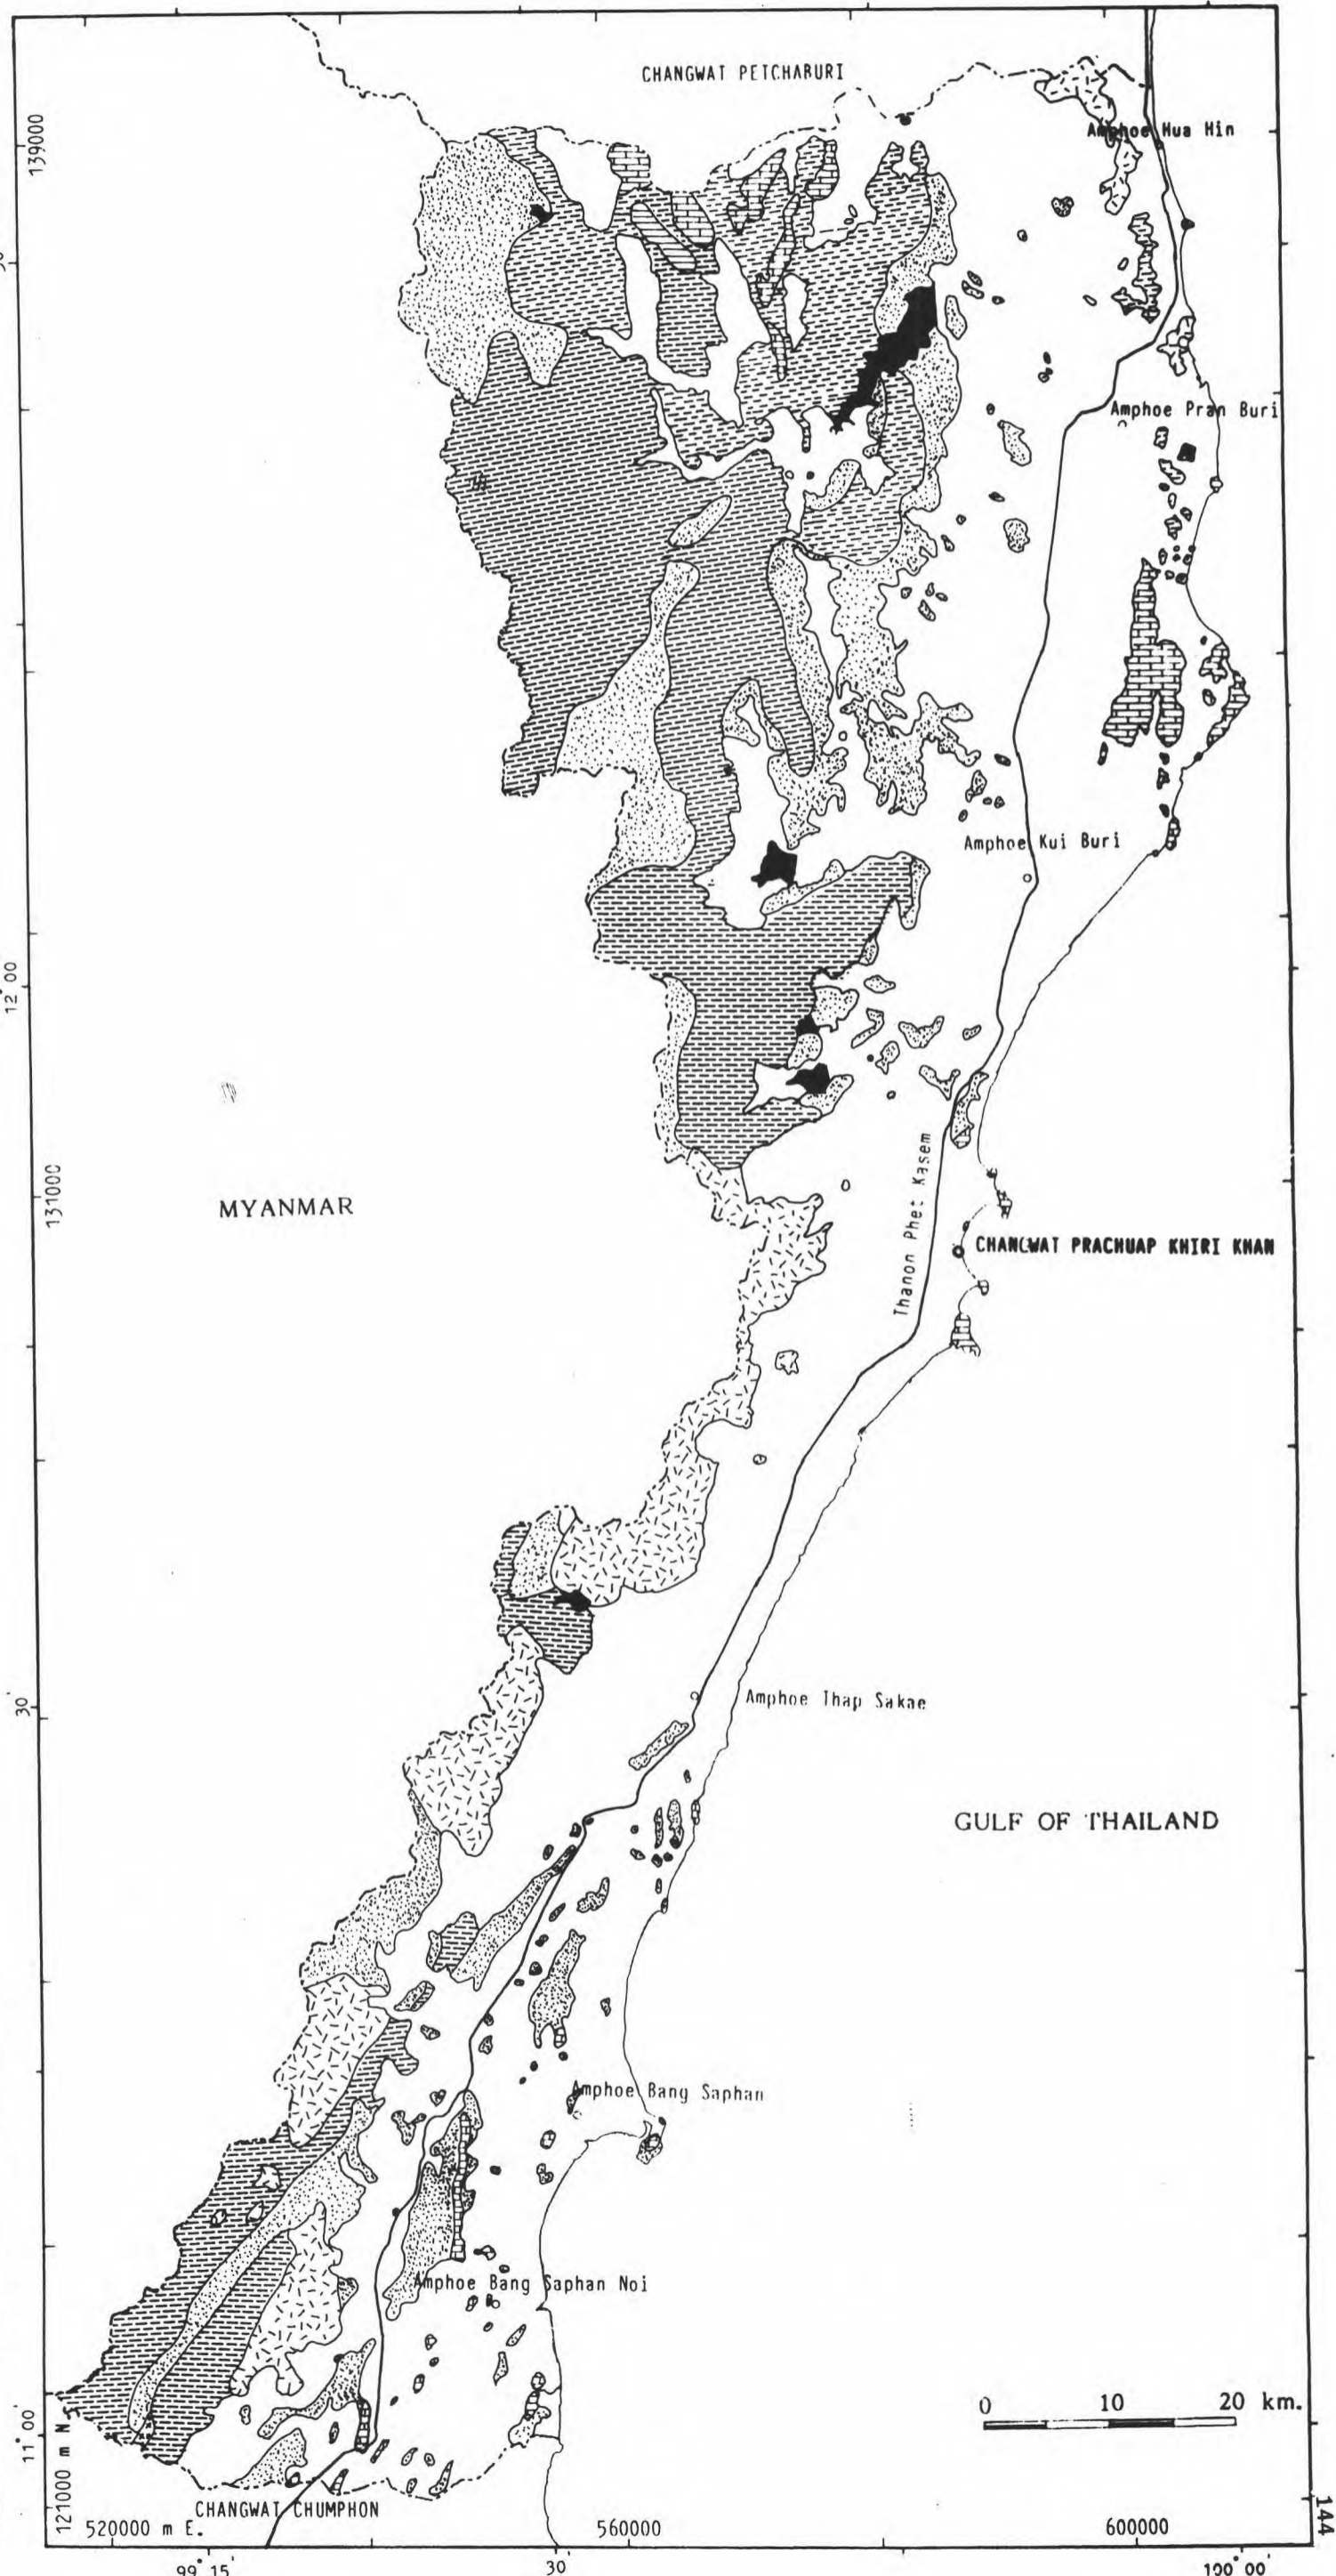 CHANGWAT PETCHABURI
139000
Amphoe Hua Hin
Amphoe Pran Buri
Amphoe Kui Buri
12° 00
131000
MYANMAR
Thanon Phet Kasem
CHANGWAT PRACHUAP KHIRI KHAN
30'
Amphoe Thap Sakae
GULF OF THAILAND
Amphoe Bang Saphan
Amphoe Bang Saphan Noi
0 10 20 km.
11° 00'
121000 m N.
CHANGWAT CHUMPHON
520000 m E.
560000
600000
144
99° 15'
30'
100° 00'